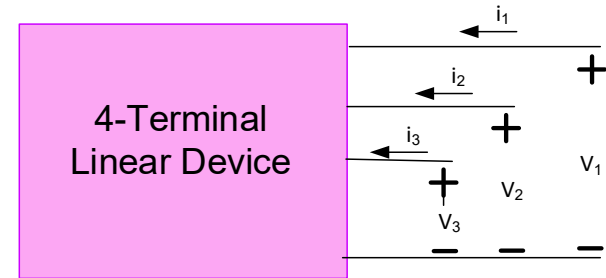 i1
i2
4-Terminal
Linear Device
i3
+
+
+
V1
V2
V3
− − −